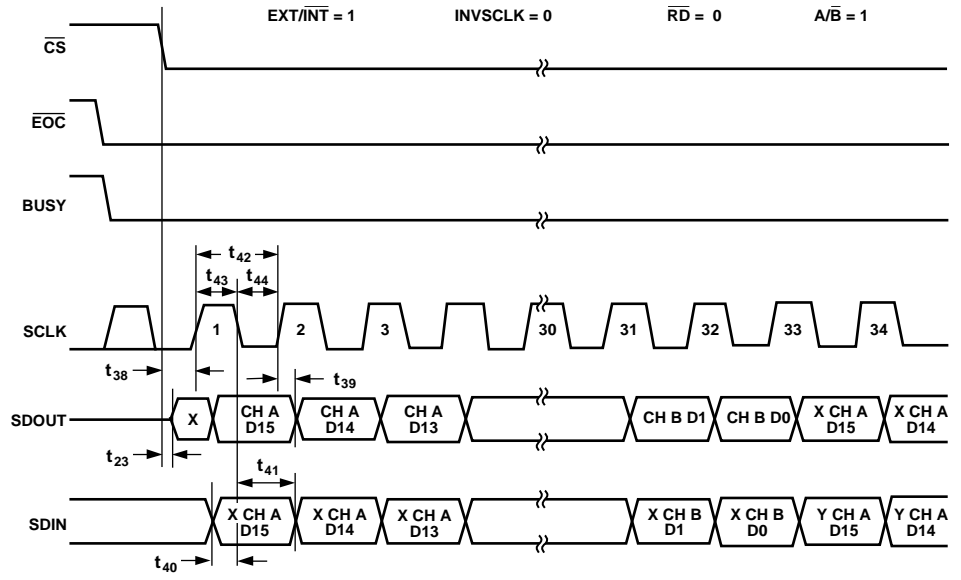 EXT/INT = 1 INVSCLK = 0 RD = 0 A/B = 1
CS
EOC
BUSY
t42
t43 t44
SCLK 1 2 3 30 31 32 33 34
t38
t39
SDOUT X CH A D15 CH A D14 CH A D13 CH B D1 CH B D0 X CH A D15 X CH A D14
t23
t41
SDIN X CH A D15 X CH A D14 X CH A D13 X CH B D1 X CH B D0 Y CH A D15 Y CH A D14
t40